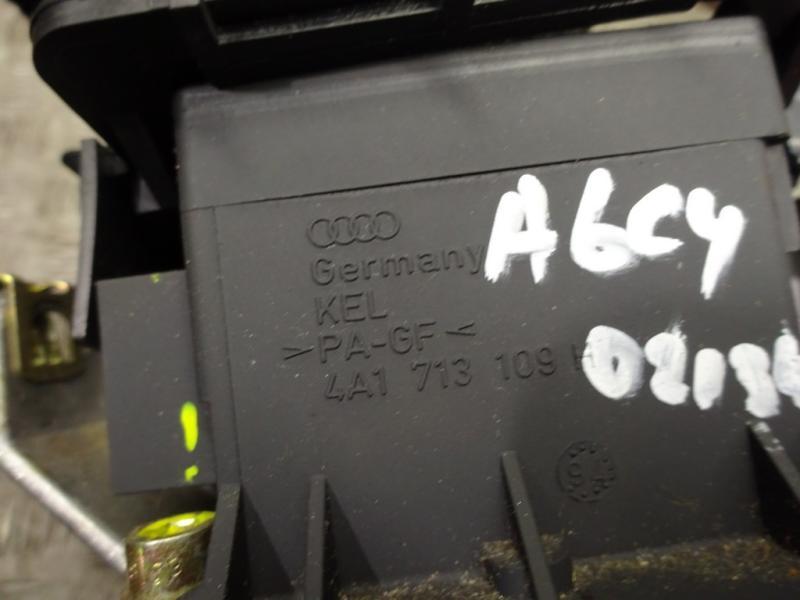 A6C4
Germany
KEL
>PA-GF<
4A1 713 109 H